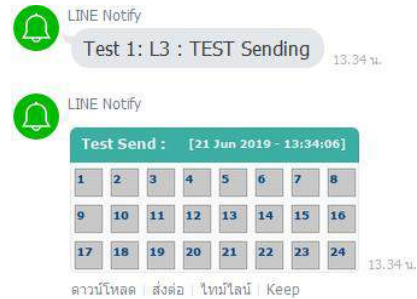 LINE Notify
Test 1: L3 : TEST Sending
13.34 น.
LINE Notify
Test Send : [21 Jun 2019 - 13:34:06]
1 2 3 4 5 6 7 8
9 10 11 12 13 14 15 16
17 18 19 20 21 22 23 24
13.34 น.
ดาวน์โหลด ส่งต่อ ไทม์ไลน์ Keep